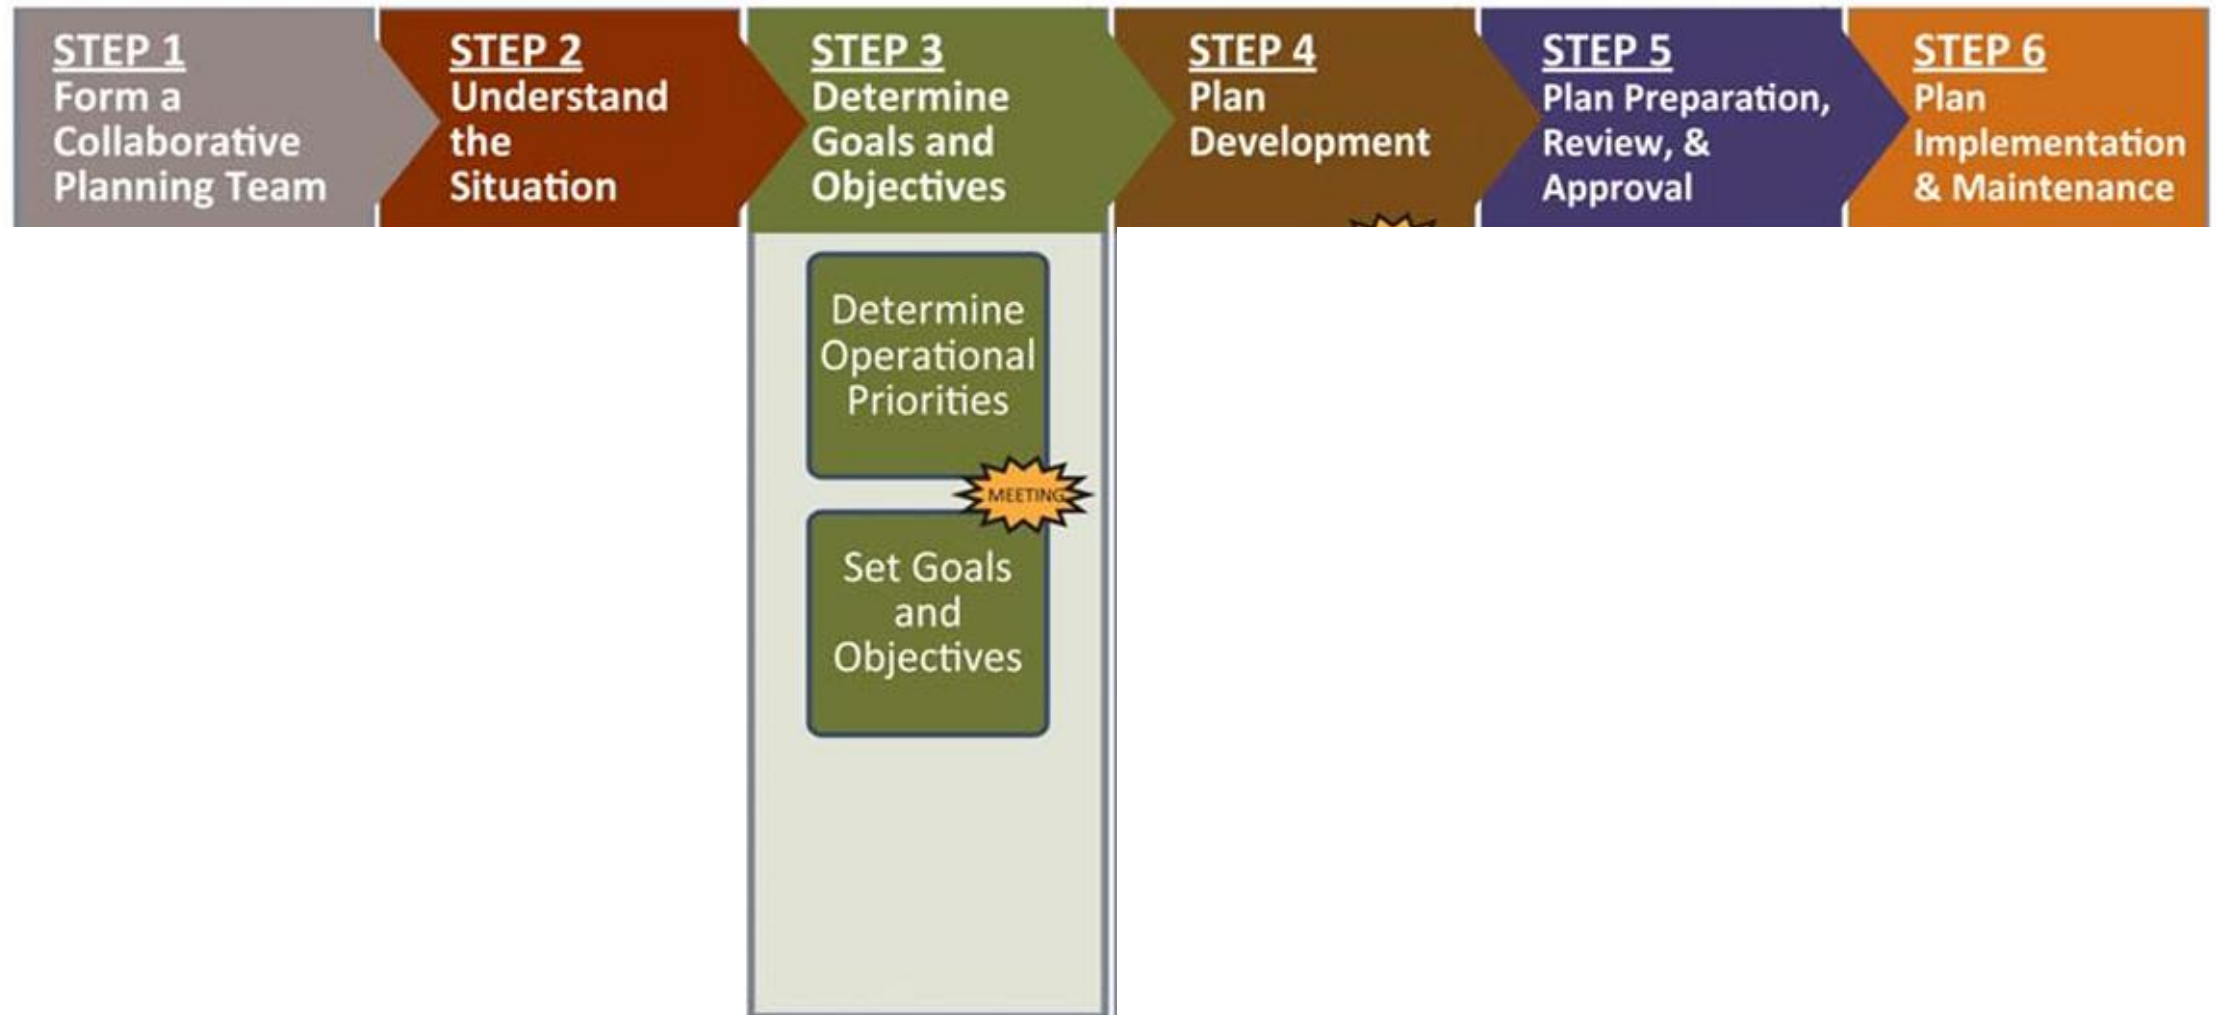 STEP 1
Form a
Collaborative
Planning Team
STEP 2
Understand
the
Situation
STEP 3
Determine
Goals and
Objectives
STEP 4
Plan
Development
STEP 5
Plan Preparation,
Review, &
Approval
STEP 6
Plan
Implementation
& Maintenance
Determine
Operational
Priorities
MEETING
Set Goals
and
Objectives